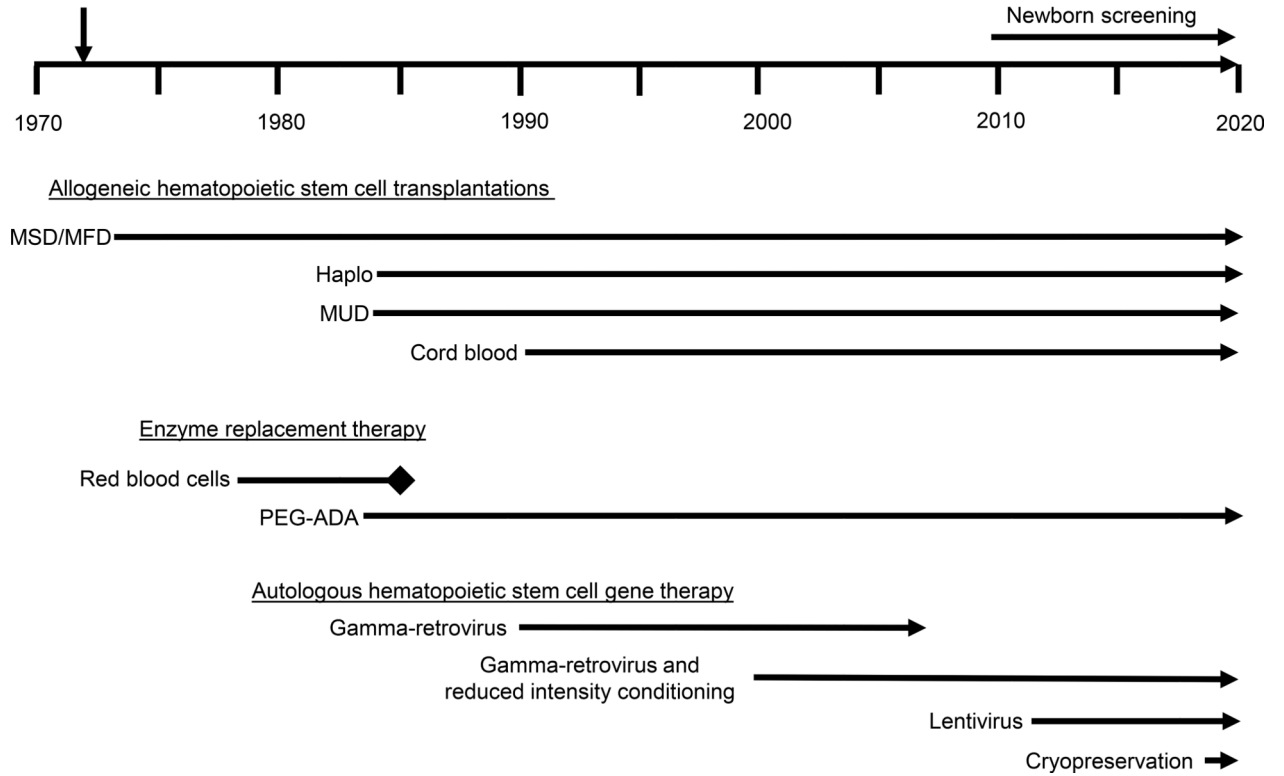 Newborn screening
1970
1980
1990
2000
2010
2020
Allogeneic hematopoietic stem cell transplantations
MSD/MFD
Haplo
MUD
Cord blood
Enzyme replacement therapy
Red blood cells
PEG-ADA
Autologous hematopoietic stem cell gene therapy
Gamma-retrovirus
Gamma-retrovirus and
reduced intensity conditioning
Lentivirus
Cryopreservation